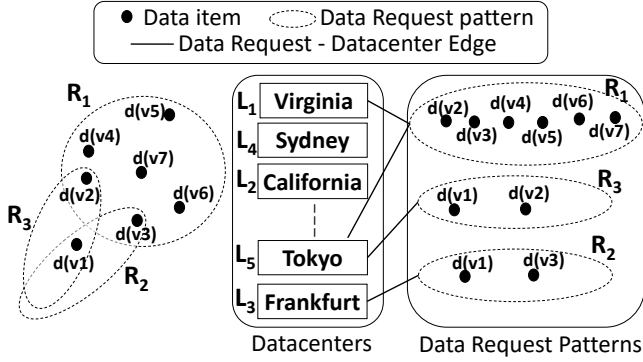 Data item
Data Request pattern
Data Request - Datacenter Edge
R1
d(v5)
d(v4)
d(v7)
d(v2)
d(v6)
R3
d(v3)
d(v1)
R2
L1 Virginia
L4 Sydney
L2 California
L5 Tokyo
L3 Frankfurt
Datacenters
R1
d(v2) d(v4) d(v6)
d(v3) d(v5) d(v7)
R3
d(v1) d(v2)
R2
d(v1) d(v3)
Data Request Patterns